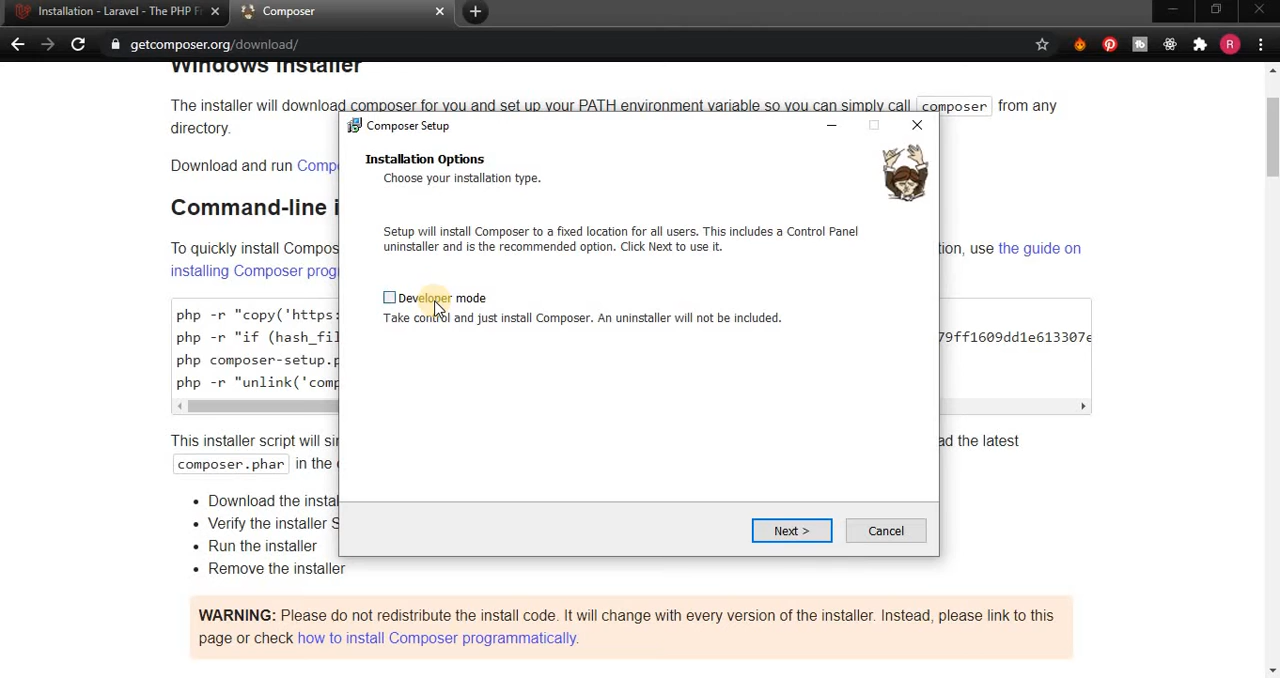 Installation - Laravel - The PHP F
Composer
getcomposer.org/download/
R
Windows Installer
The installer will download composer for you and set up your PATH environment variable so you can simply call composer from any
directory.
Download and run Comp
Command-line i
To quickly install Compos
tion, use the guide on
installing Composer prog
php -r "copy('https:
php -r "if (hash_fil
79ff1609dd1e613307e
php composer-setup.p
php -r "unlink('comp
This installer script will si
ad the latest
composer.phar in the
Download the instal
Verify the installer S
Run the installer
Remove the installer
WARNING: Please do not redistribute the install code. It will change with every version of the installer. Instead, please link to this
page or check how to install Composer programmatically.
Composer Setup
Installation Options
Choose your installation type.
Setup will install Composer to a fixed location for all users. This includes a Control Panel
uninstaller and is the recommended option. Click Next to use it.
Developer mode
Take control and just install Composer. An uninstaller will not be included.
Next >
Cancel